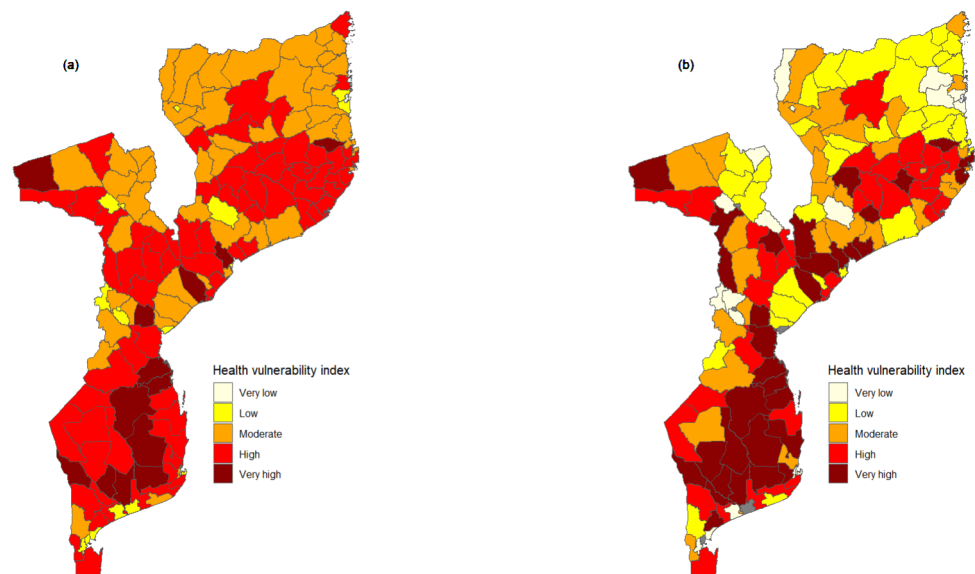 (a)
(b)
Health vulnerability index
Very low
Low
Moderate
High
Very high
Health vulnerability index
Very low
Low
Moderate
High
Very high